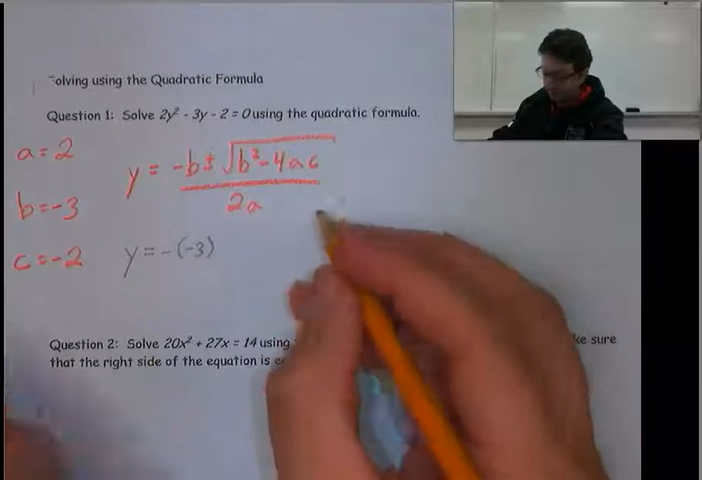 olving using the Quadratic Formula
Question 1: Solve 2y² - 3y - 2 = 0 using the quadratic formula.
a = 2
y = -b ± √b² - 4ac
2a
b = -3
c = -2
y = -(-3)
Question 2: Solve 20x² + 27x = 14 using ke sure
that the right side of the equation is e